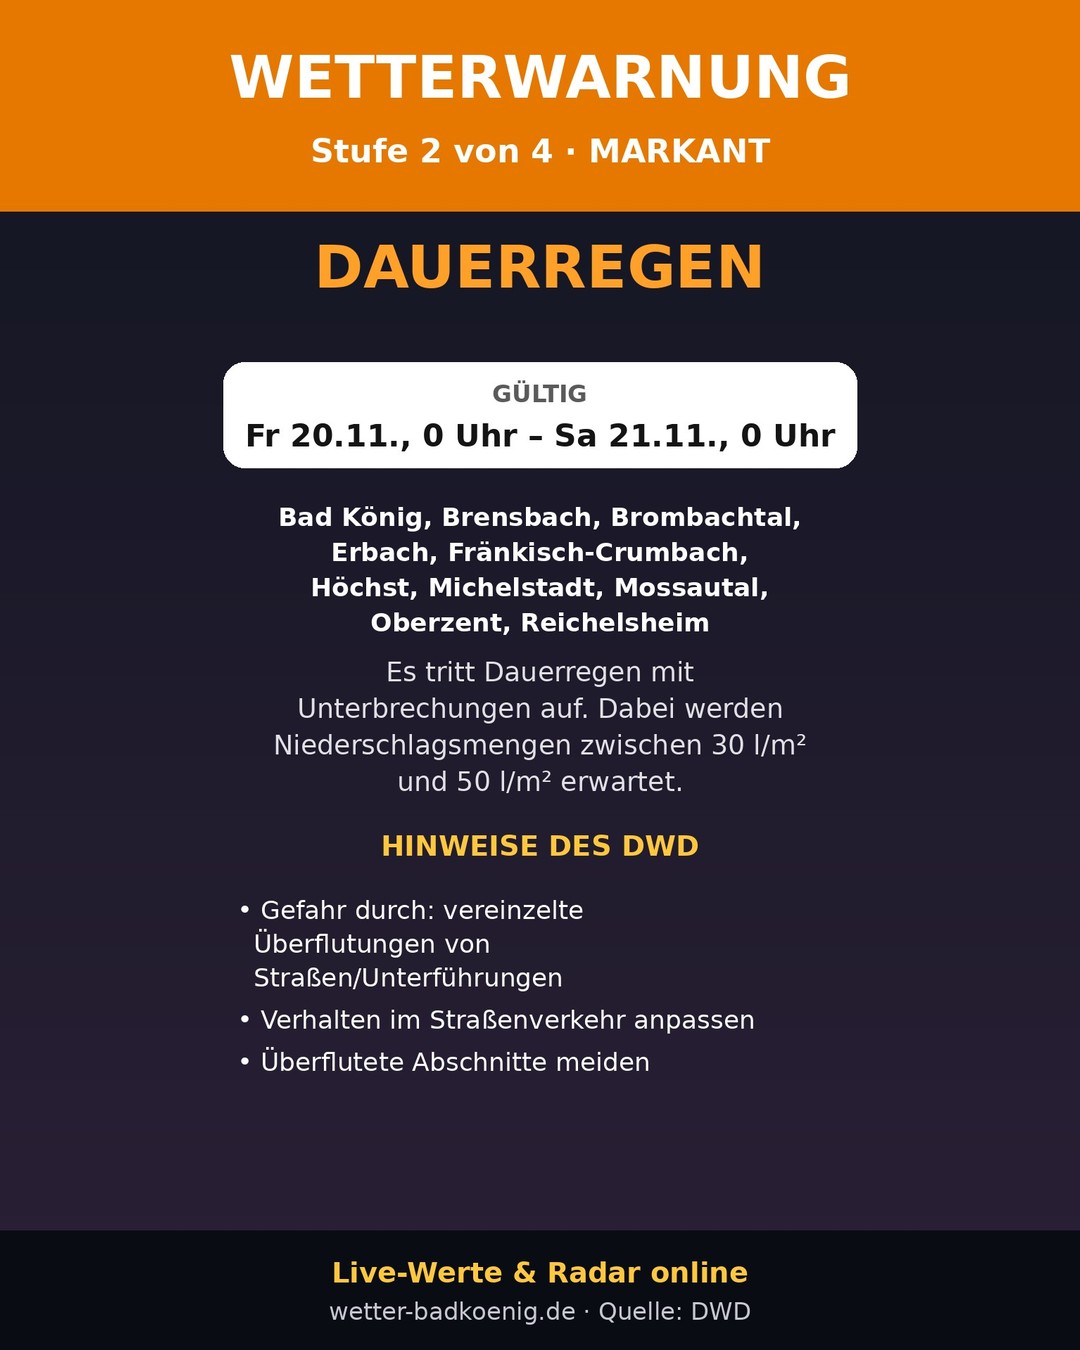 WETTERWARNUNG
Stufe 2 von 4 · MARKANT
DAUERREGEN
GÜLTIG
Fr 20.11., 0 Uhr – Sa 21.11., 0 Uhr
Bad König, Brensbach, Brombachtal,
Erbach, Fränkisch-Crumbach,
Höchst, Michelstadt, Mossautal,
Oberzent, Reichelsheim
Es tritt Dauerregen mit
Unterbrechungen auf. Dabei werden
Niederschlagsmengen zwischen 30 l/m²
und 50 l/m² erwartet.
HINWEISE DES DWD
• Gefahr durch: vereinzelte
Überflutungen von
Straßen/Unterführungen
• Verhalten im Straßenverkehr anpassen
• Überflutete Abschnitte meiden
Live-Werte & Radar online
wetter-badkoenig.de · Quelle: DWD